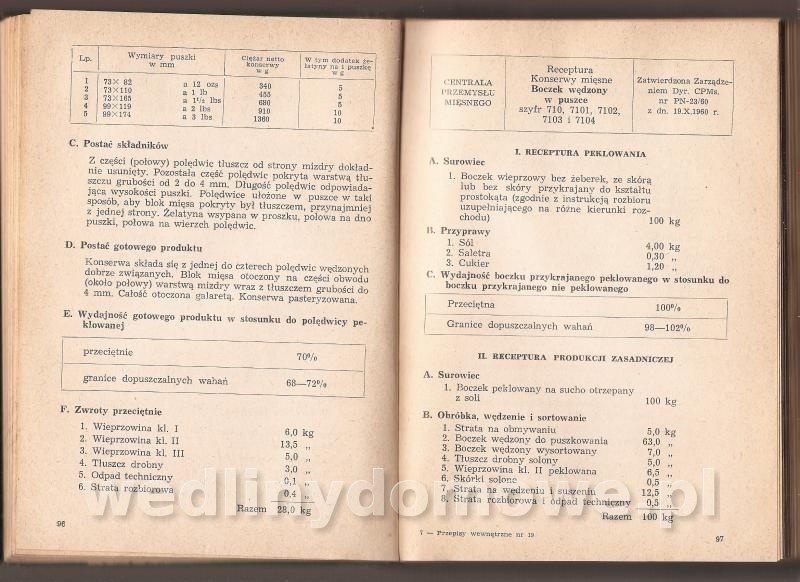 Lp.
Wymiary puszki
w mm
Ciężar netto
konserwy
w g
W tym dodatek że-
latyny na 1 puszkę
w g
1 73× 82 a 12 ozs 340 5
2 73×110 a 1 lb 455 5
3 73×165 a 1¹/₂ lbs 680 5
4 99×119 a 2 lbs 910 10
5 99×174 a 3 lbs 1360 10
C. Postać składników
Z części (połowy) polędwic tłuszcz od strony mizdry dokład-
nie usunięty. Pozostała część polędwic pokryta warstwą tłu-
szczu grubości od 2 do 4 mm. Długość polędwic odpowiada-
jąca wysokości puszki. Polędwice ułożone w puszce w taki
sposób, aby blok mięsa pokryty był tłuszczem, przynajmniej
z jednej strony. Żelatyna wsypana w proszku, połowa na dno
puszki, połowa na wierzch polędwic.
D. Postać gotowego produktu
Konserwa składa się z jednej do czterech polędwic wędzonych
dobrze związanych. Blok mięsa otoczony na części obwodu
(około połowy) warstwą mizdry wraz z tłuszczem grubości do
4 mm. Całość otoczona galaretą. Konserwa pasteryzowana.
E. Wydajność gotowego produktu w stosunku do polędwicy pe-
klowanej
przeciętnie 70%
granice dopuszczalnych wahań 68—72%
F. Zwroty przeciętnie
1. Wieprzowina kl. I 6,0 kg
2. Wieprzowina kl. II 13,5 „
3. Wieprzowina kl. III 5,0 „
4. Tłuszcz drobny 3,0 „
5. Odpad techniczny 0,1 „
6. Strata rozbiorowa 0,4 „
Razem 28,0 kg
96
CENTRALA
PRZEMYSŁU
MIĘSNEGO
Receptura
Konserwy mięsne
Boczek wędzony
w puszce
szyfr 710, 7101, 7102,
7103 i 7104
Zatwierdzona Zarządze-
niem Dyr. CPMs.
nr PN-23/60
z dn. 19.X.1960 r.
I. RECEPTURA PEKLOWANIA
A. Surowiec
1. Boczek wieprzowy bez żeberek, ze skórą
lub bez skóry przykrajany do kształtu
prostokąta (zgodnie z instrukcją rozbioru
uzupełniającego na różne kierunki roz-
chodu) 100 kg
B. Przyprawy
1. Sól 4,00 kg
2. Saletra 0,30 „
3. Cukier 1,20 „
C. Wydajność boczku przykrajanego peklowanego w stosunku do
boczku przykrajanego nie peklowanego
Przeciętna 100%
Granice dopuszczalnych wahań 98—102%
II. RECEPTURA PRODUKCJI ZASADNICZEJ
A. Surowiec
1. Boczek peklowany na sucho otrzepany
z soli 100 kg
B. Obróbka, wędzenie i sortowanie
1. Strata na obmywaniu 5,0 kg
2. Boczek wędzony do puszkowania 63,0 „
3. Boczek wędzony wysortowany 7,0 „
4. Tłuszcz drobny solony 5,0 „
5. Wieprzowina kl. II peklowana 6,5 „
6. Skórki solone 0,5 „
7. Strata na wędzeniu i suszeniu 12,5 „
8. Strata rozbiorowa i odpad techniczny 0,5 „
Razem 100 kg
7 — Przepisy wewnętrzne nr 19
97
wedlinydomowe.pl